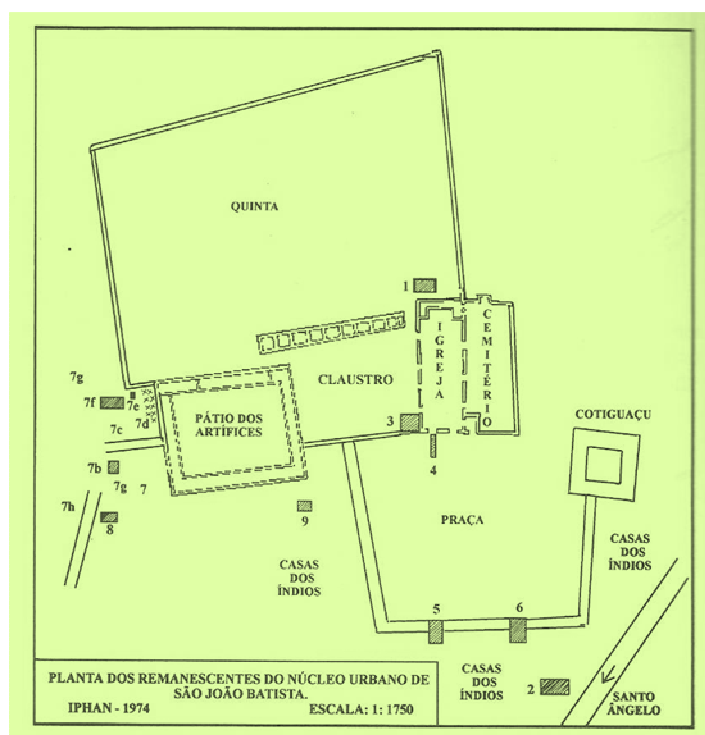 QUINTA
1
IGREJA
CEMITÉRIO
CLAUSTRO
7g
7f
7e
7d
7c
PÁTIO DOS
ARTÍFICES
3
4
COTIGUAÇU
7b
7g
7
7h
8
9
PRAÇA
CASAS
DOS
ÍNDIOS
CASAS
DOS
ÍNDIOS
5
6
CASAS
DOS
ÍNDIOS
2
SANTO
ÂNGELO
PLANTA DOS REMANESCENTES DO NÚCLEO URBANO DE
SÃO JOÃO BATISTA.
IPHAN - 1974
ESCALA: 1: 1750